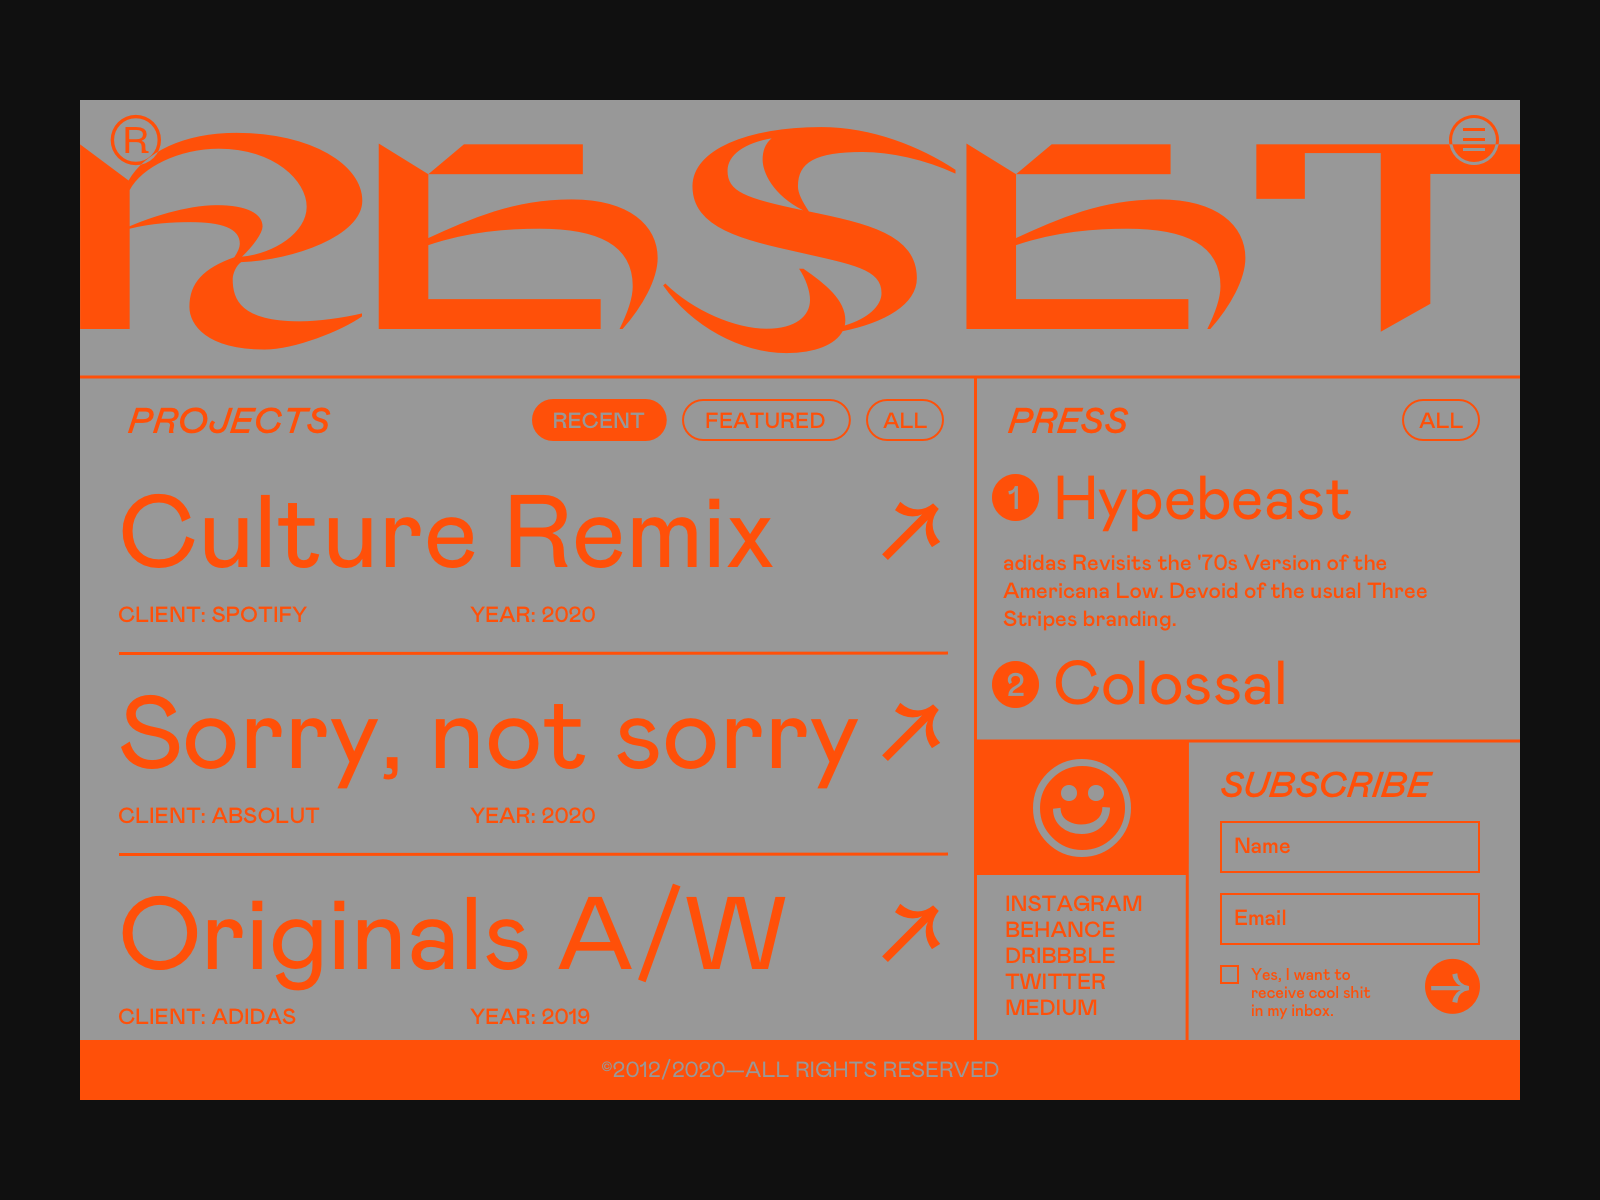 ®
RESET
PROJECTS
RECENT
FEATURED
ALL
Culture Remix
CLIENT: SPOTIFY
YEAR: 2020
Sorry, not sorry
CLIENT: ABSOLUT
YEAR: 2020
Originals A/W
CLIENT: ADIDAS
YEAR: 2019
PRESS
ALL
1 Hypebeast
adidas Revisits the '70s Version of the
Americana Low. Devoid of the usual Three
Stripes branding.
2 Colossal
INSTAGRAM
BEHANCE
DRIBBBLE
TWITTER
MEDIUM
SUBSCRIBE
Name
Email
Yes, I want to
receive cool shit
in my inbox.
©2012/2020—ALL RIGHTS RESERVED